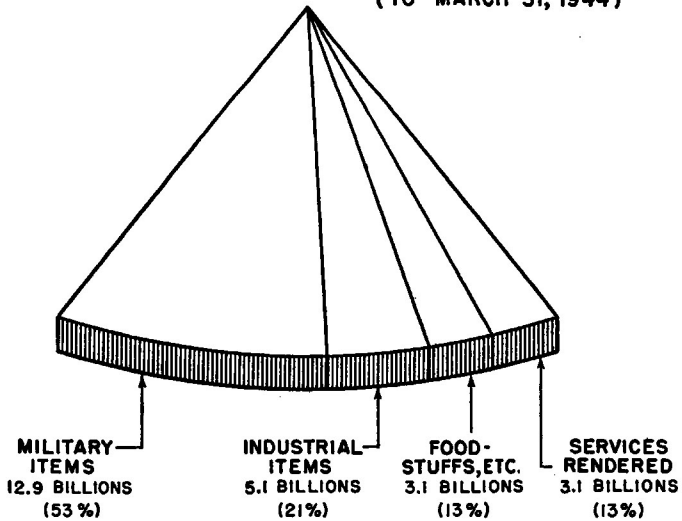 (TO MARCH 31, 1944)
MILITARY ITEMS
12.9 BILLIONS
(53%)
INDUSTRIAL ITEMS
5.1 BILLIONS
(21%)
FOOD-
STUFFS, ETC.
3.1 BILLIONS
(13%)
SERVICES
RENDERED
3.1 BILLIONS
(13%)